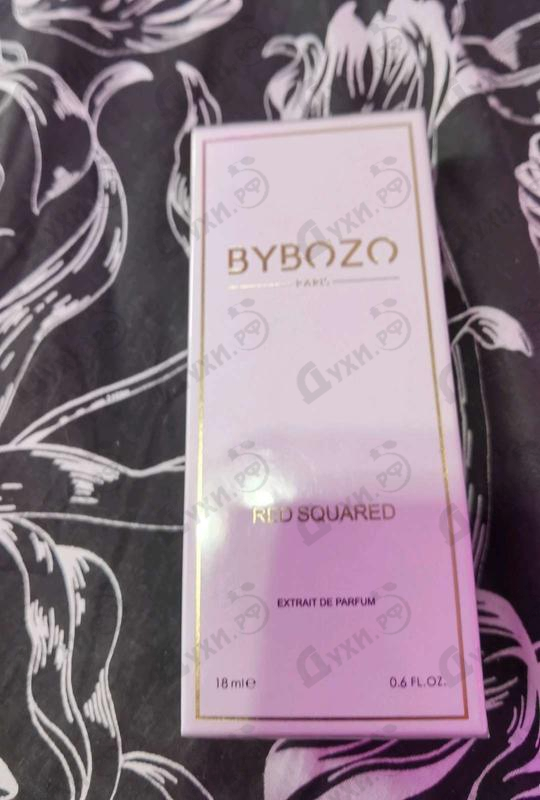 BYBOZO
PARIS
RED SQUARED
EXTRAIT DE PARFUM
18 ml℮
0.6 FL.OZ.
Духи.рф